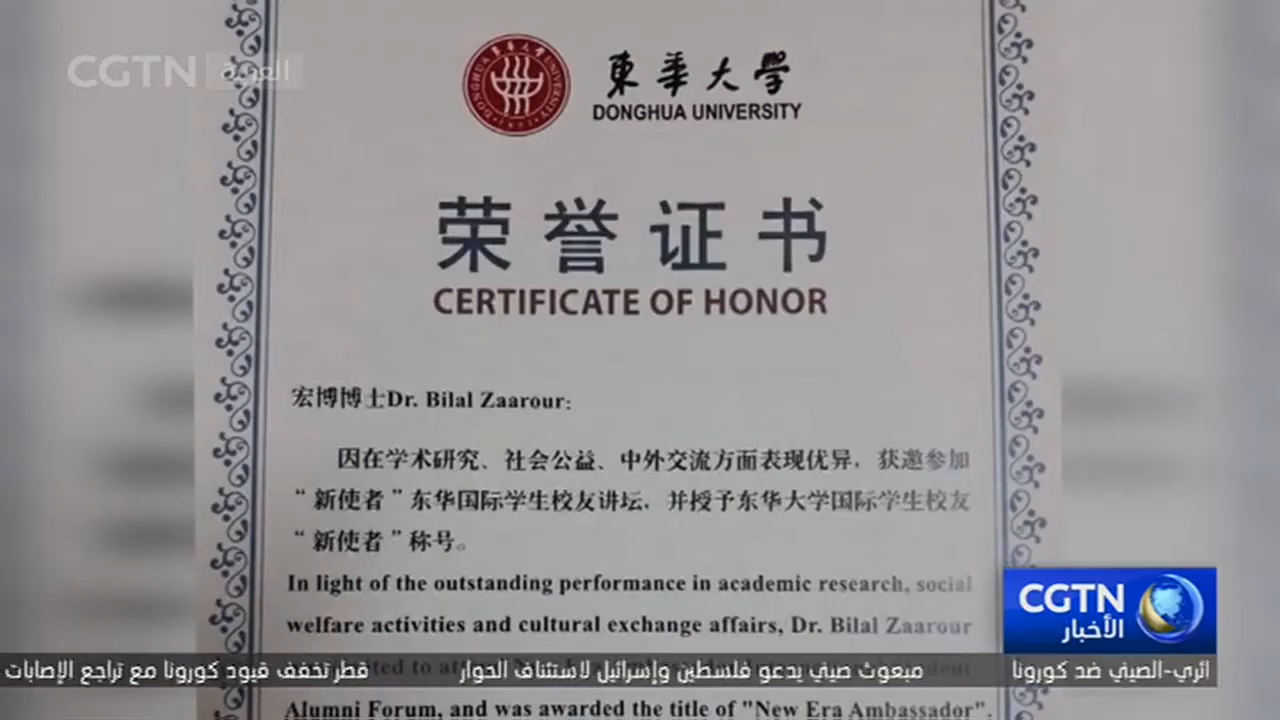 CGTN العربية
東華大學
DONGHUA UNIVERSITY
荣誉证书
CERTIFICATE OF HONOR
宏博博士Dr. Bilal Zaarour:
因在学术研究、社会公益、中外交流方面表现优异，获邀参加
“新使者”东华国际学生校友讲坛，并授予东华大学国际学生校友
“新使者”称号。
In light of the outstanding performance in academic research, social
welfare activities and cultural exchange affairs, Dr. Bilal Zaarour
Alumni Forum, and was awarded the title of "New Era Ambassador".
CGTN
الأخبار
ائري-الصيني ضد كورونا مبعوث صيني يدعو فلسطين وإسرائيل لاستئناف الحوار قطر تخفف قيود كورونا مع تراجع الإصابات